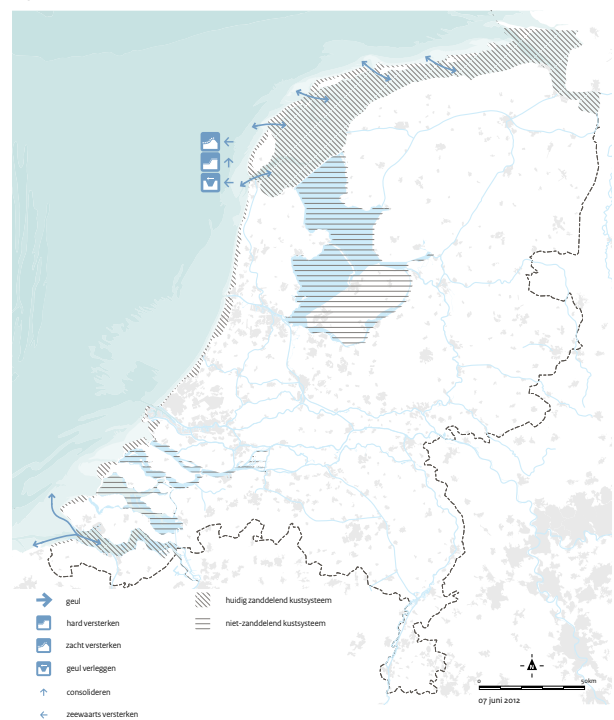 geul
hard versterken
zacht versterken
geul verleggen
consolideren
zeewaarts versterken
huidig zanddelend kustsysteem
niet-zanddelend kustsysteem
N
0 50km
07 juni 2012